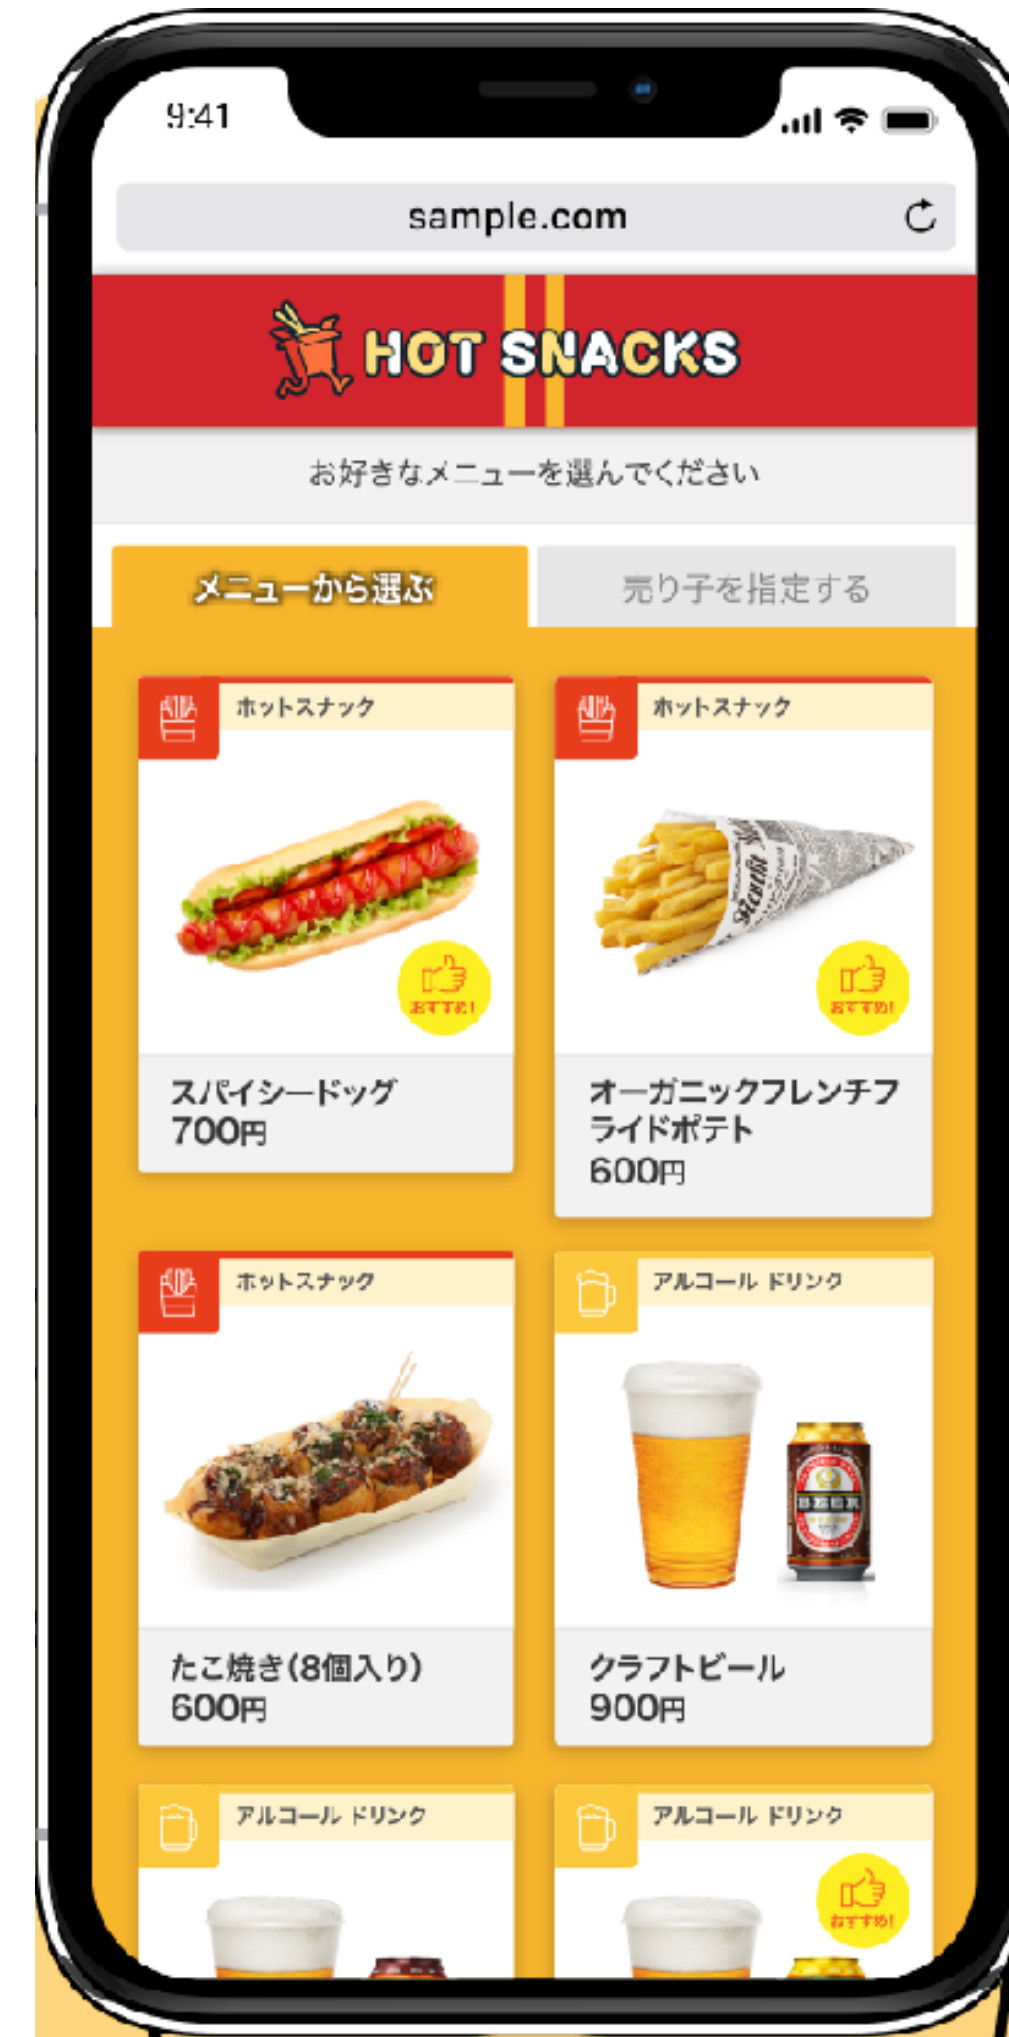 9:41
sample.com
HOT SNACKS
お好きなメニューを選んでください
メニューから選ぶ
売り子を指定する
ホットスナック
おすすめ!
スパイシードッグ
700円
ホットスナック
おすすめ!
オーガニックフレンチフ
ライドポテト
600円
ホットスナック
たこ焼き(8個入り)
600円
アルコール ドリンク
BEER
クラフトビール
900円
アルコール ドリンク
アルコール ドリンク
おすすめ!